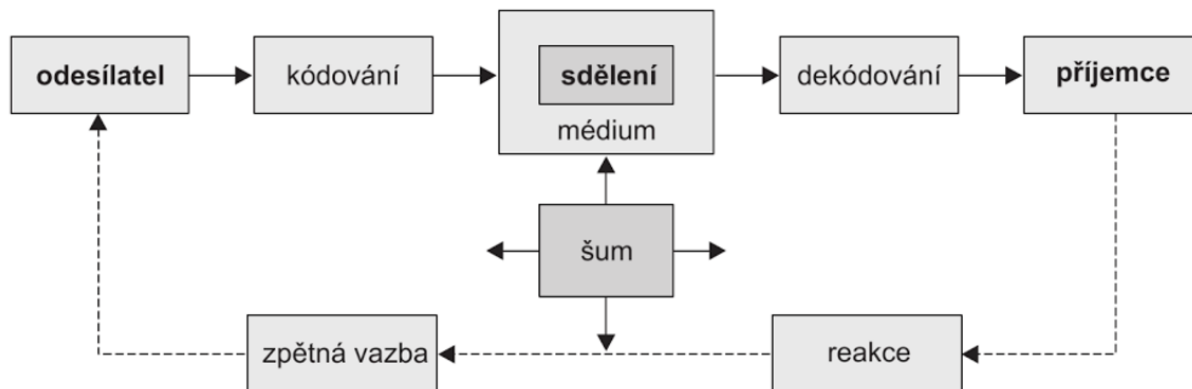 odesílatel
kódování
sdělení
médium
dekódování
příjemce
šum
zpětná vazba
reakce